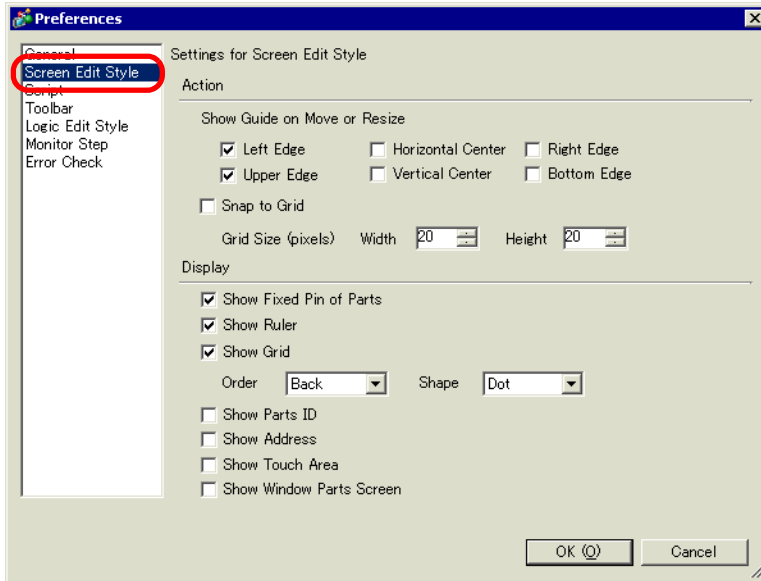 Preferences
General
Screen Edit Style
Script
Toolbar
Logic Edit Style
Monitor Step
Error Check
Settings for Screen Edit Style
Action
Show Guide on Move or Resize
Left Edge Horizontal Center Right Edge
Upper Edge Vertical Center Bottom Edge
Snap to Grid
Grid Size (pixels) Width 20 Height 20
Display
Show Fixed Pin of Parts
Show Ruler
Show Grid
Order Back Shape Dot
Show Parts ID
Show Address
Show Touch Area
Show Window Parts Screen
OK (O) Cancel